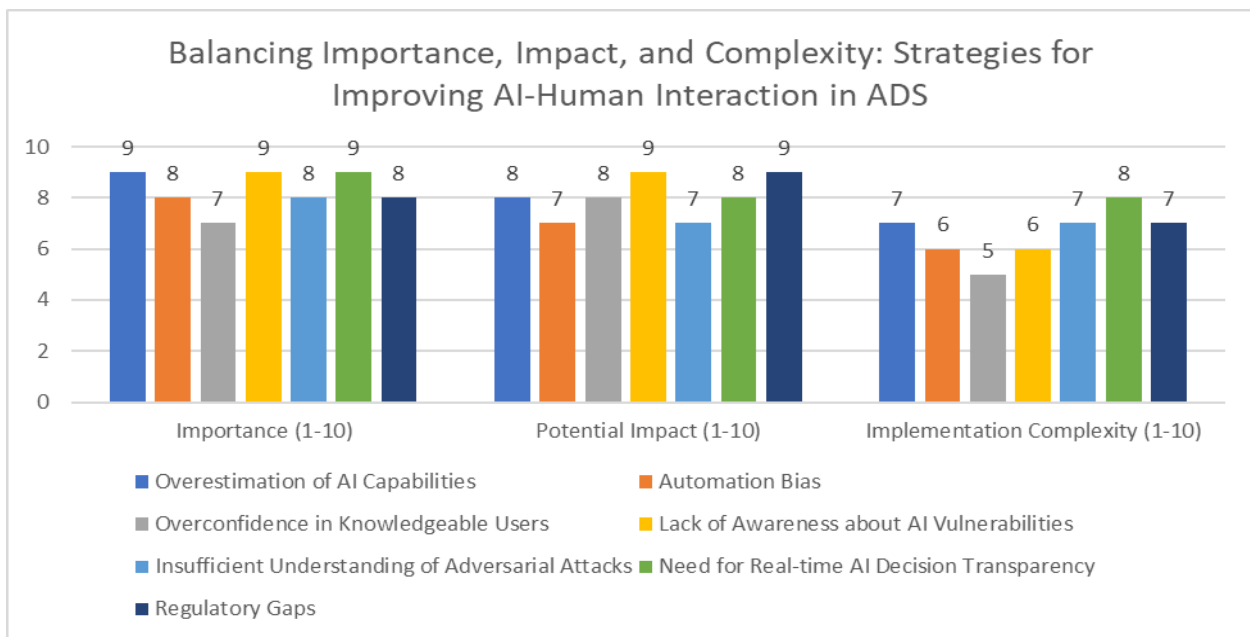 Balancing Importance, Impact, and Complexity: Strategies for
Improving AI-Human Interaction in ADS
10
8
6
4
2
0
9 8 7 9 8 9 8
8 7 8 9 7 8 9
7 6 5 6 7 8 7
Importance (1-10) Potential Impact (1-10) Implementation Complexity (1-10)
Overestimation of AI Capabilities Automation Bias
Overconfidence in Knowledgeable Users Lack of Awareness about AI Vulnerabilities
Insufficient Understanding of Adversarial Attacks Need for Real-time AI Decision Transparency
Regulatory Gaps